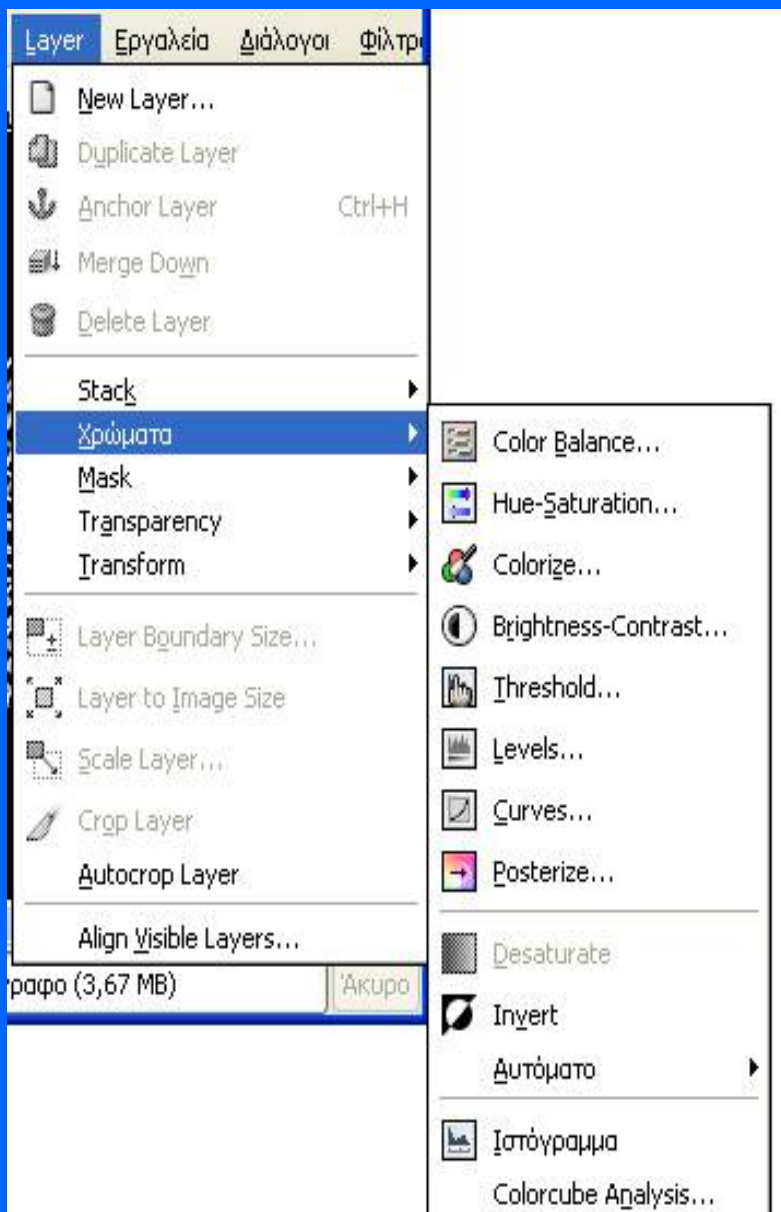 Layer Εργαλεία Διάλογοι Φίλτρ
New Layer...
Duplicate Layer
Anchor Layer Ctrl+H
Merge Down
Delete Layer
Stack
Χρώματα
Mask
Transparency
Transform
Layer Boundary Size...
Layer to Image Size
Scale Layer...
Crop Layer
Autocrop Layer
Align Visible Layers...
ραφο (3,67 MB) Άκυρο
Color Balance...
Hue-Saturation...
Colorize...
Brightness-Contrast...
Threshold...
Levels...
Curves...
Posterize...
Desaturate
Invert
Αυτόματο
Ιστόγραμμα
Colorcube Analysis...